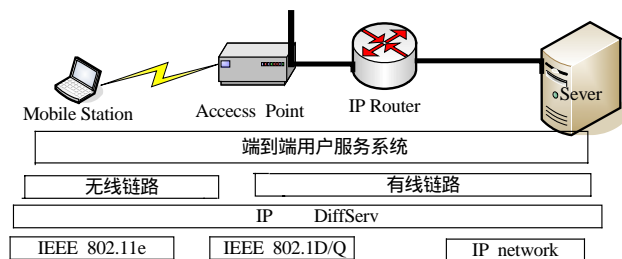 Mobile Station
Accecss Point
IP Router
Sever
端到端用户服务系统
无线链路
有线链路
IP DiffServ
IEEE 802.11e
IEEE 802.1D/Q
IP network